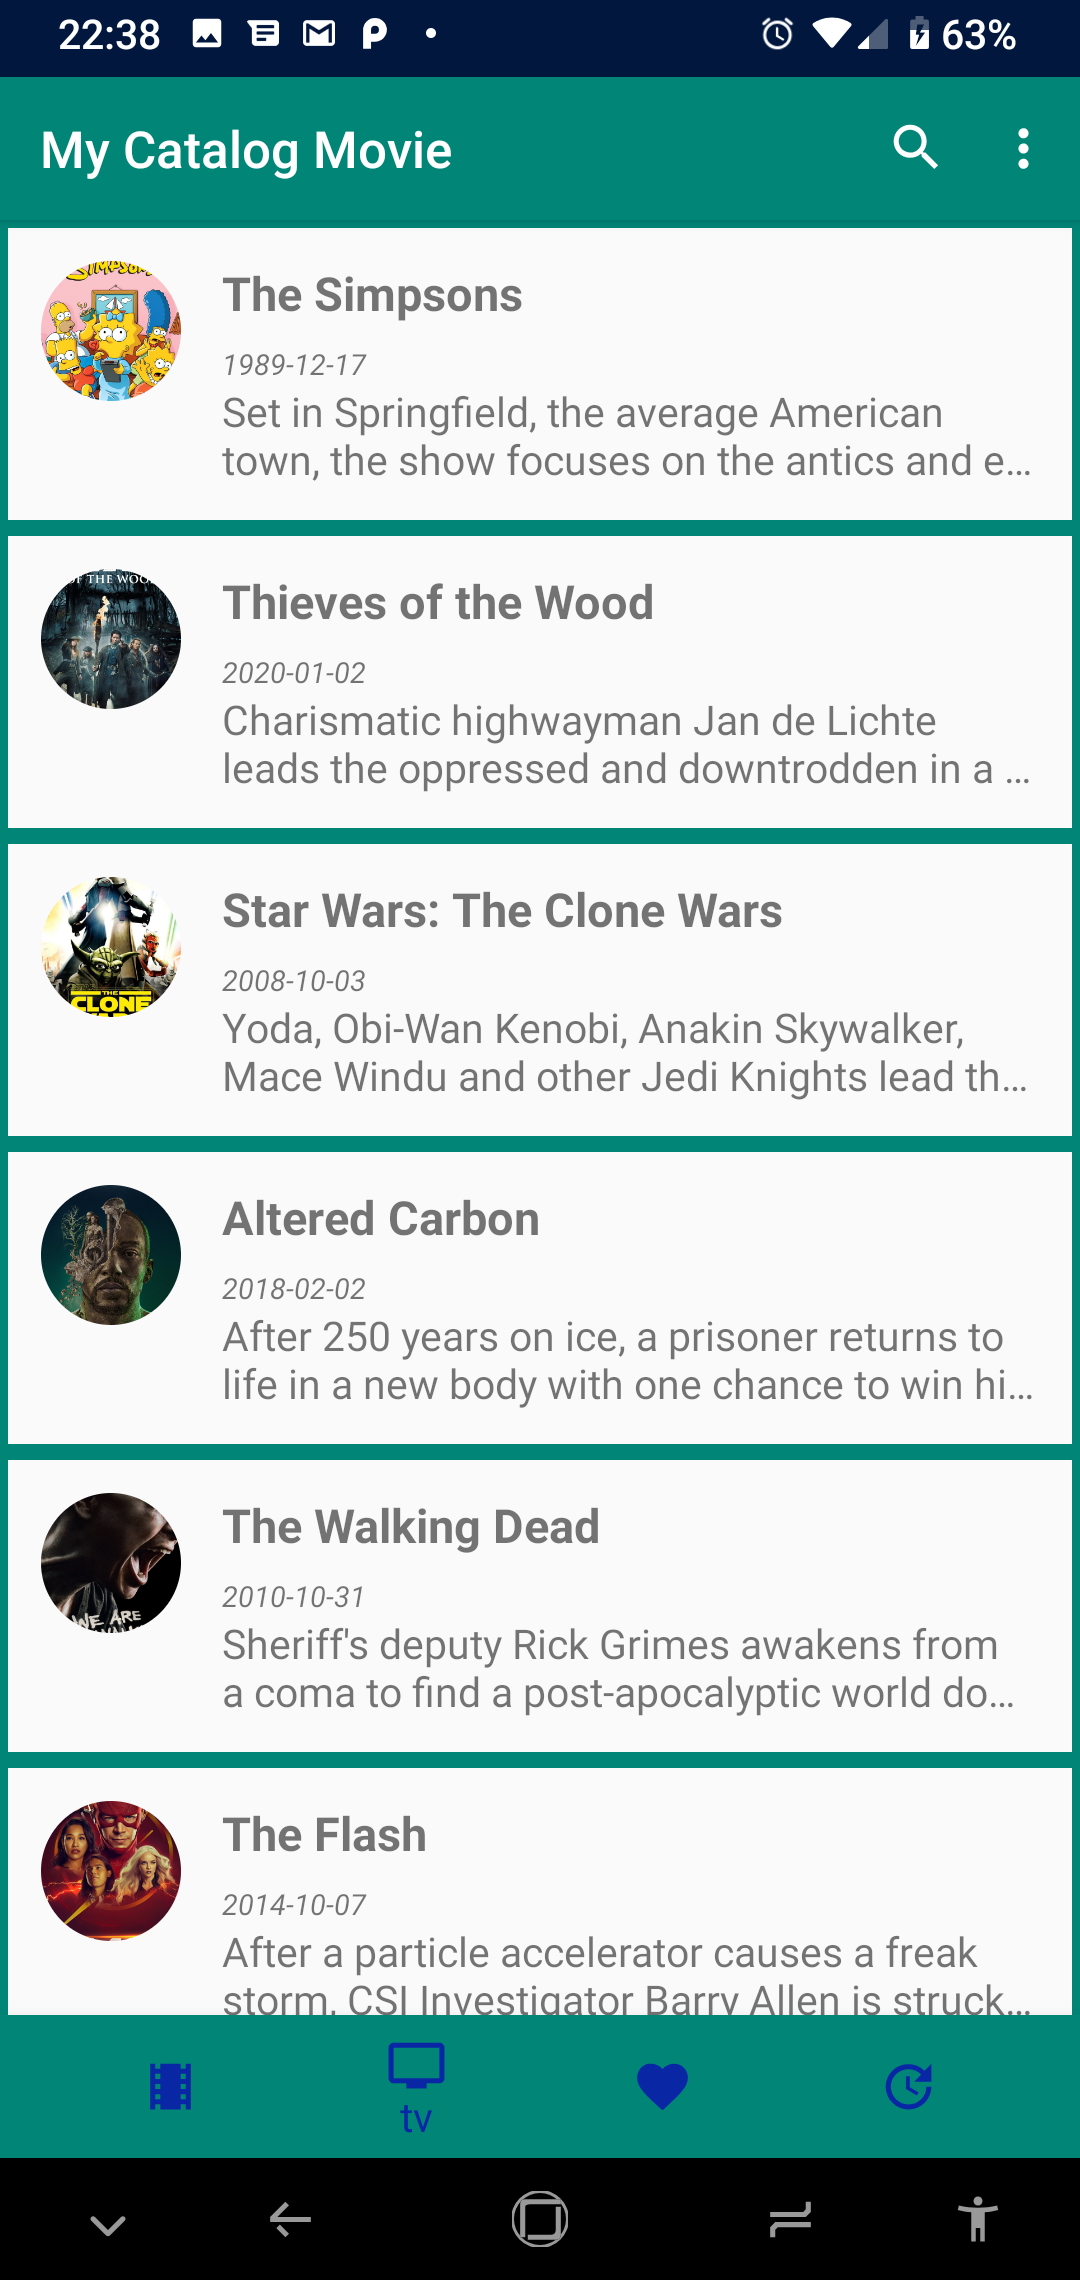 22:38
63%
My Catalog Movie
The Simpsons
1989-12-17
Set in Springfield, the average American
town, the show focuses on the antics and e...
OF THE WOO
Thieves of the Wood
2020-01-02
Charismatic highwayman Jan de Lichte
leads the oppressed and downtrodden in a ...
CLONE
Star Wars: The Clone Wars
2008-10-03
Yoda, Obi-Wan Kenobi, Anakin Skywalker,
Mace Windu and other Jedi Knights lead th...
Altered Carbon
2018-02-02
After 250 years on ice, a prisoner returns to
life in a new body with one chance to win hi...
WE ARE
The Walking Dead
2010-10-31
Sheriff's deputy Rick Grimes awakens from
a coma to find a post-apocalyptic world do...
The Flash
2014-10-07
After a particle accelerator causes a freak
storm, CSI Investigator Barry Allen is struck...
tv